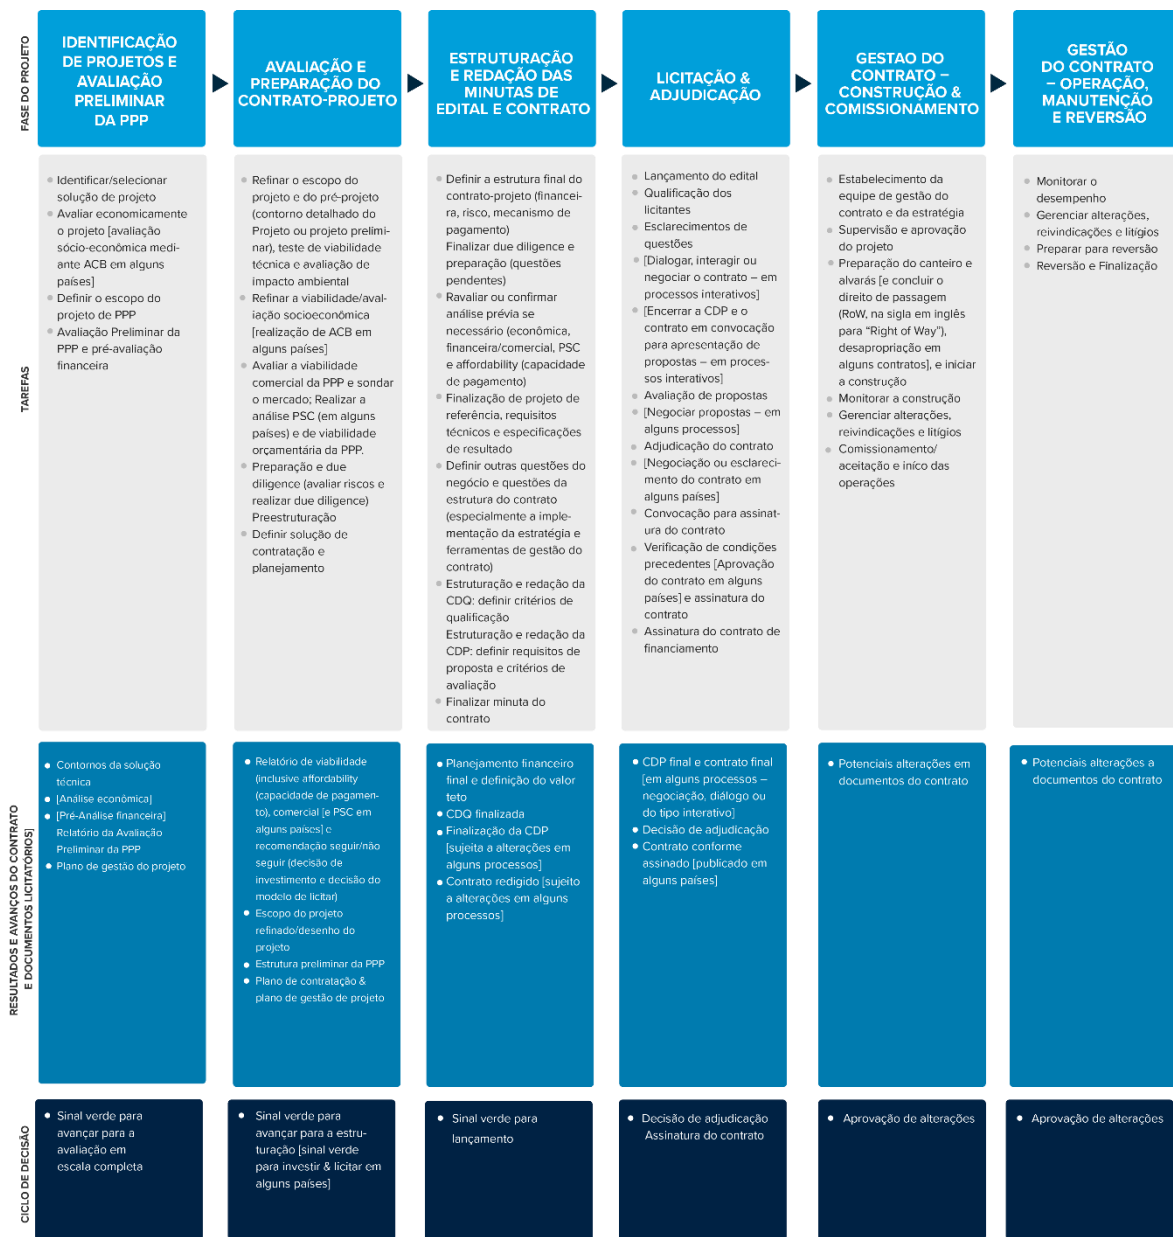 FASE DO PROJETO
IDENTIFICAÇÃO
DE PROJETOS E
AVALIAÇÃO
PRELIMINAR
DA PPP
AVALIAÇÃO E
PREPARAÇÃO DO
CONTRATO-PROJETO
ESTRUTURAÇÃO
E REDAÇÃO DAS
MINUTAS DE
EDITAL E CONTRATO
LICITAÇÃO &
ADJUDICAÇÃO
GESTAO DO
CONTRATO –
CONSTRUÇÃO &
COMISSIONAMENTO
GESTÃO
DO CONTRATO
– OPERAÇÃO,
MANUTENÇÃO
E REVERSÃO
TAREFAS
Identificar/selecionar
solução de projeto
Avaliar economicamente
o projeto [avaliação
sócio-econômica medi-
ante ACB em alguns
países]
Definir o escopo do
projeto de PPP
Avaliação Preliminar da
PPP e pré-avaliação
financeira
Refinar o escopo do
projeto e do pré-projeto
(contorno detalhado do
Projeto ou projeto prelimi-
nar), teste de viabilidade
técnica e avaliação de
impacto ambiental
Refinar a viabilidade/aval-
iação socioeconômica
[realização de ACB em
alguns países]
Avaliar a viabilidade
comercial da PPP e sondar
o mercado; Realizar a
análise PSC (em alguns
países) e de viabilidade
orçamentária da PPP.
Preparação e due
diligence (avaliar riscos e
realizar due diligence)
Preestruturação
Definir solução de
contratação e
planejamento
Definir a estrutura final do
contrato-projeto (financei-
ra, risco, mecanismo de
pagamento)
Finalizar due diligence e
preparação (questões
pendentes)
Ravaliar ou confirmar
análise prévia se
necessário (econômica,
financeira/comercial, PSC
e affordability (capacidade
de pagamento)
Finalização de projeto de
referência, requisitos
técnicos e especificações
de resultado
Definir outras questões do
negócio e questões da
estrutura do contrato
(especialmente a imple-
mentação da estratégia e
ferramentas de gestão do
contrato)
Estruturação e redação da
CDQ: definir critérios de
qualificação
Estruturação e redação da
CDP: definir requisitos de
proposta e critérios de
avaliação
Finalizar minuta do
contrato
Lançamento do edital
Qualificação dos
licitantes
Esclarecimentos de
questões
[Dialogar, interagir ou
negociar o contrato – em
processos interativos]
[Encerrar a CDP e o
contrato em convocação
para apresentação de
propostas – em proces-
sos interativos]
Avaliação de propostas
[Negociar propostas – em
alguns processos]
Adjudicação do contrato
[Negociação ou esclareci-
mento do contrato em
alguns países]
Convocação para assinat-
ura do contrato
Verificação de condições
precedentes [Aprovação
do contrato em alguns
países] e assinatura do
contrato
Assinatura do contrato de
financiamento
Estabelecimento da
equipe de gestão do
contrato e da estratégia
Supervisão e aprovação
do projeto
Preparação do canteiro e
alvarás [e concluir o
direito de passagem
(RoW, na sigla em inglês
para “Right of Way”),
desapropriação em
alguns contratos], e iniciar
a construção
Monitorar a construção
Gerenciar alterações,
reivindicações e litígios
Comissionamento/
aceitação e iníco das
operações
Monitorar o
desempenho
Gerenciar alterações,
reivindicações e litígios
Preparar para reversão
Reversão e Finalização
RESULTADOS E AVANÇOS DO CONTRATO
E DOCUMENTOS LICITATÓRIOS]
Contornos da solução
técnica
[Análise econômica]
[Pré-Análise financeira]
Relatório da Avaliação
Preliminar da PPP
Plano de gestão do projeto
Relatório de viabilidade
(inclusive affordability
(capacidade de pagamen-
to), comercial [e PSC em
alguns países] e
recomendação seguir/não
seguir (decisão de
investimento e decisão do
modelo de licitar)
Escopo do projeto
refinado/desenho do
projeto
Estrutura preliminar da PPP
Plano de contratação &
plano de gestão de projeto
Planejamento financeiro
final e definição do valor
teto
CDQ finalizada
Finalização da CDP
[sujeita a alterações em
alguns processos]
Contrato redigido [sujeito
a alterações em alguns
processos]
CDP final e contrato final
[em alguns processos –
negociação, diálogo ou
do tipo interativo]
Decisão de adjudicação
Contrato conforme
assinado [publicado em
alguns países]
Potenciais alterações em
documentos do contrato
Potenciais alterações a
documentos do contrato
CICLO DE DECISÃO
Sinal verde para
avançar para a
avaliação em
escala completa
Sinal verde para
avançar para a estru-
turação [sinal verde
para investir & licitar em
alguns países]
Sinal verde para
lançamento
Decisão de adjudicação
Assinatura do contrato
Aprovação de alterações
Aprovação de alterações